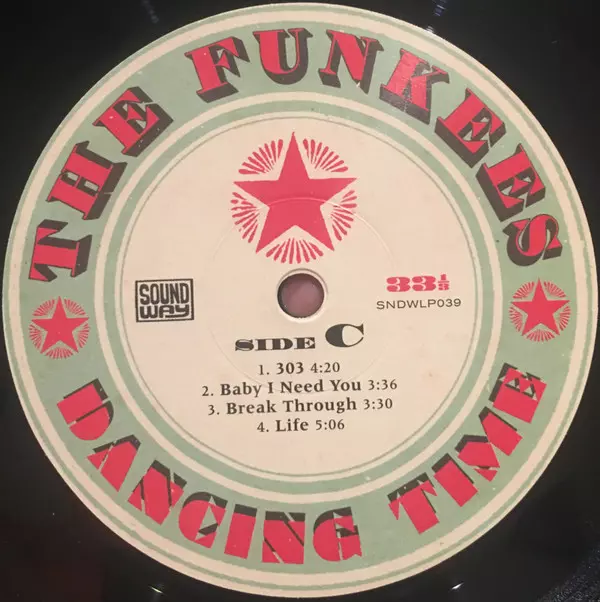 THE FUNKEES
SOUND
WAY
33⅓
SNDWLP039
SIDE C
1. 303 4:20
2. Baby I Need You 3:36
3. Break Through 3:30
4. Life 5:06
DANCING TIME